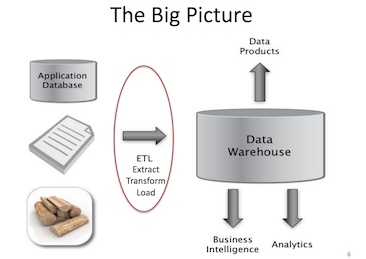 The Big Picture
Application
Database
ETL
Extract
Transform
Load
Data
Products
Data
Warehouse
Business
Intelligence
Analytics
6